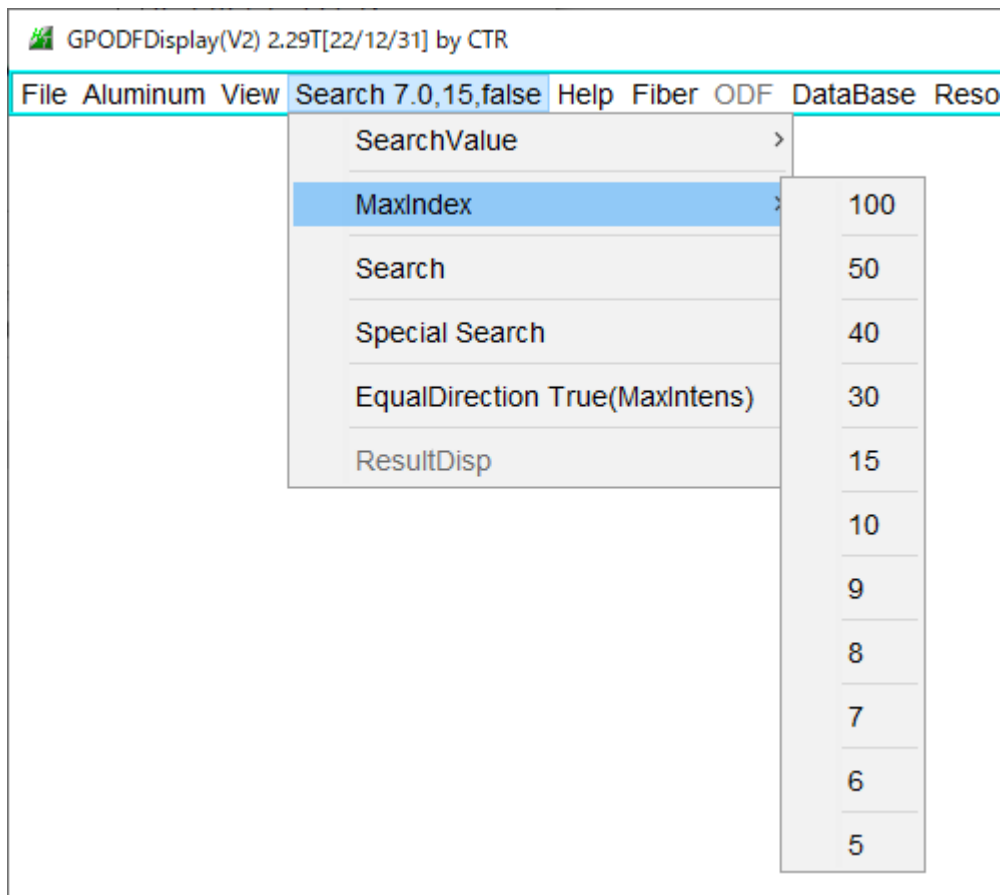 GPODFDisplay(V2) 2.29T[22/12/31] by CTR
File Aluminum View Search 7.0,15,false Help Fiber ODF DataBase Reso
SearchValue
MaxIndex
Search
Special Search
EqualDirection True(MaxIntens)
ResultDisp
100
50
40
30
15
10
9
8
7
6
5